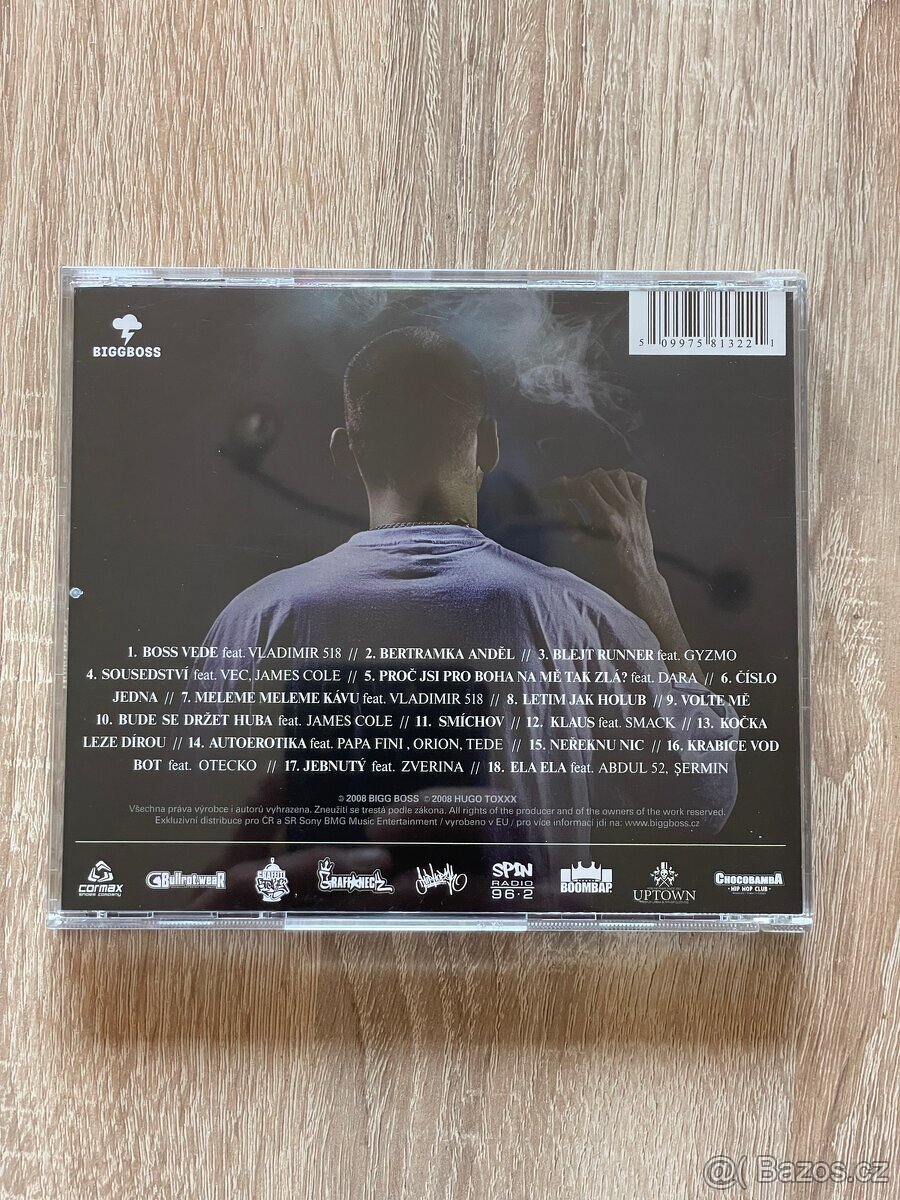 BIGGBOSS
5 09975 81322 1
1. BOSS VEDE feat. VLADIMIR 518 // 2. BERTRAMKA ANDĚL // 3. BLEJT RUNNER feat. GYZMO
4. SOUSEDSTVÍ feat. VEC, JAMES COLE // 5. PROČ JSI PRO BOHA NA MĚ TAK ZLÁ? feat. DARA // 6. ČÍSLO
JEDNA // 7. MELEME MELEME KÁVU feat. VLADIMIR 518 // 8. LETIM JAK HOLUB // 9. VOLTE MĚ
10. BUDE SE DRŽET HUBA feat. JAMES COLE // 11. SMÍCHOV // 12. KLAUS feat. SMACK // 13. KOČKA
LEZE DÍROU // 14. AUTOEROTIKA feat. PAPA FINI , ORION, TEDE // 15. NEŘEKNU NIC // 16. KRABICE VOD
BOT feat. OTECKO // 17. JEBNUTÝ feat. ZVERINA // 18. ELA ELA feat. ABDUL 52, ŞERMIN
℗ 2008 BIGG BOSS © 2008 HUGO TOXXX
Všechna práva výrobce i autorů vyhrazena. Zneužití se trestá podle zákona. All rights of the producer and of the owners of the work reserved.
Exkluzivní distribuce pro ČR a SR Sony BMG Music Entertainment / vyrobeno v EU / pro více informací jdi na: www.biggboss.cz
cormax
shoes company
Bullrot.weaR
SPIN
RADIO
96·2
BOOMBAP.
UPTOWN
CHOCOBAMBA
HIP HOP CLUB
@ Bazos.cz